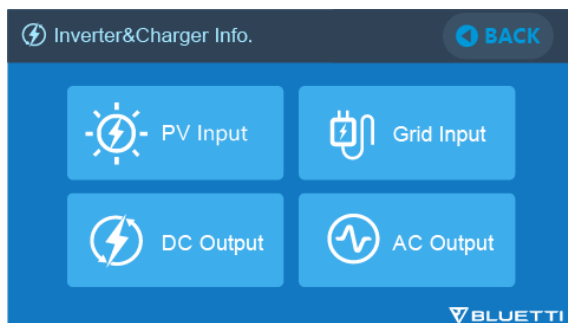 Inverter&Charger Info.
BACK
PV Input
Grid Input
DC Output
AC Output
BLUETTI